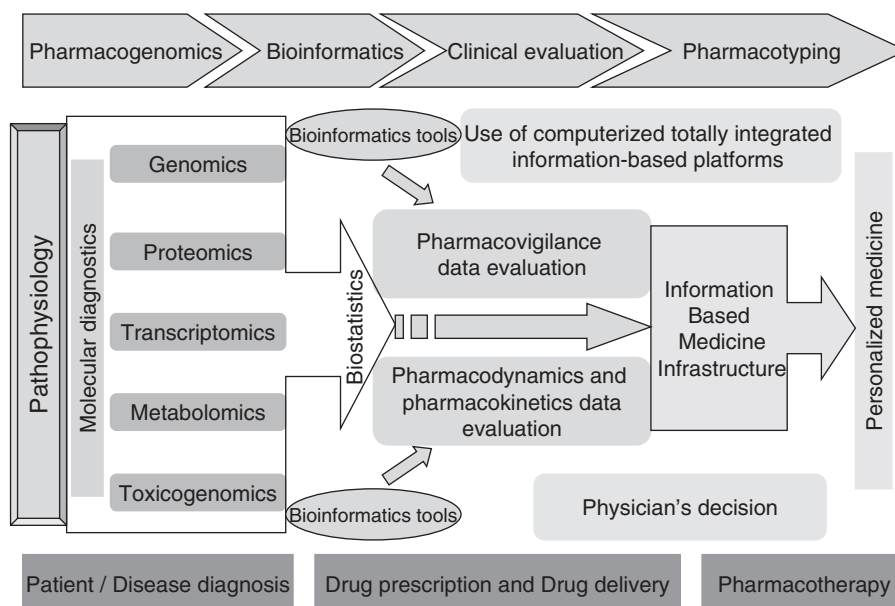 Pharmacogenomics
Bioinformatics
Clinical evaluation
Pharmacotyping
Pathophysiology
Molecular diagnostics
Genomics
Proteomics
Transcriptomics
Metabolomics
Toxicogenomics
Bioinformatics tools
Use of computerized totally integrated
information-based platforms
Biostatistics
Pharmacovigilance
data evaluation
Pharmacodynamics and
pharmacokinetics data
evaluation
Bioinformatics tools
Information
Based
Medicine
Infrastructure
Physician's decision
Personalized medicine
Patient / Disease diagnosis
Drug prescription and Drug delivery
Pharmacotherapy